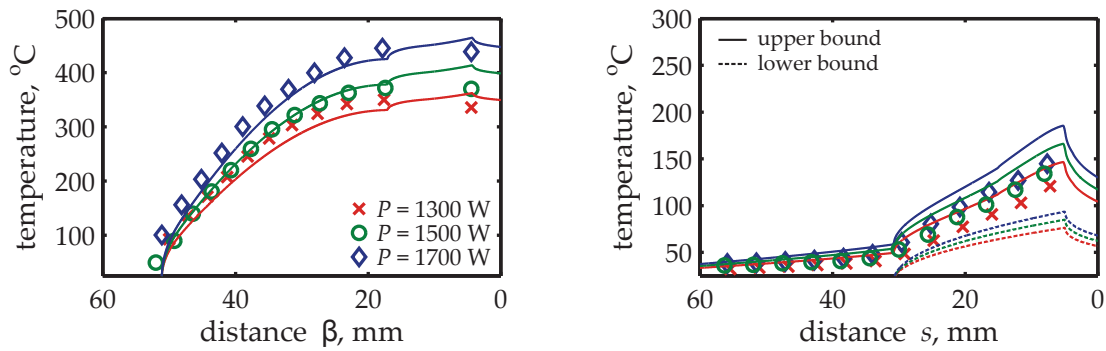 500
400
300
200
100
temperature, °C
× P = 1300 W
P = 1500 W
P = 1700 W
60
40
20
0
distance β, mm
300
250
200
150
100
50
temperature, °C
upper bound
lower bound
60
40
20
0
distance s, mm